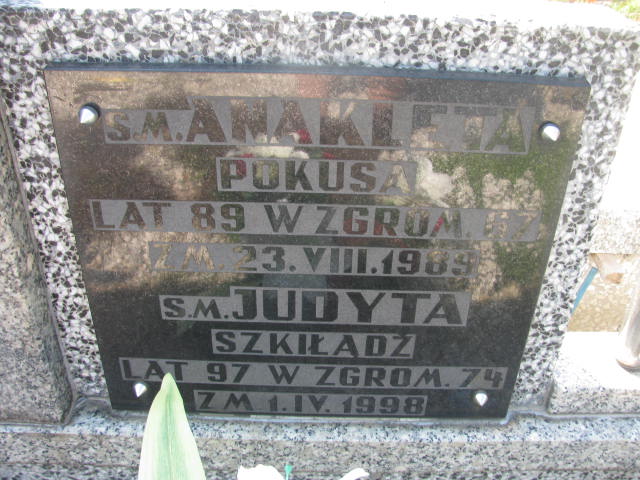 S.M. ANAKLETA
POKUSA
LAT 89 W ZGROM. 67
ZM. 23. VIII. 1989
S.M. JUDYTA
SZKIŁĄDŹ
LAT 97 W ZGROM. 74
ZM 1. IV. 1998